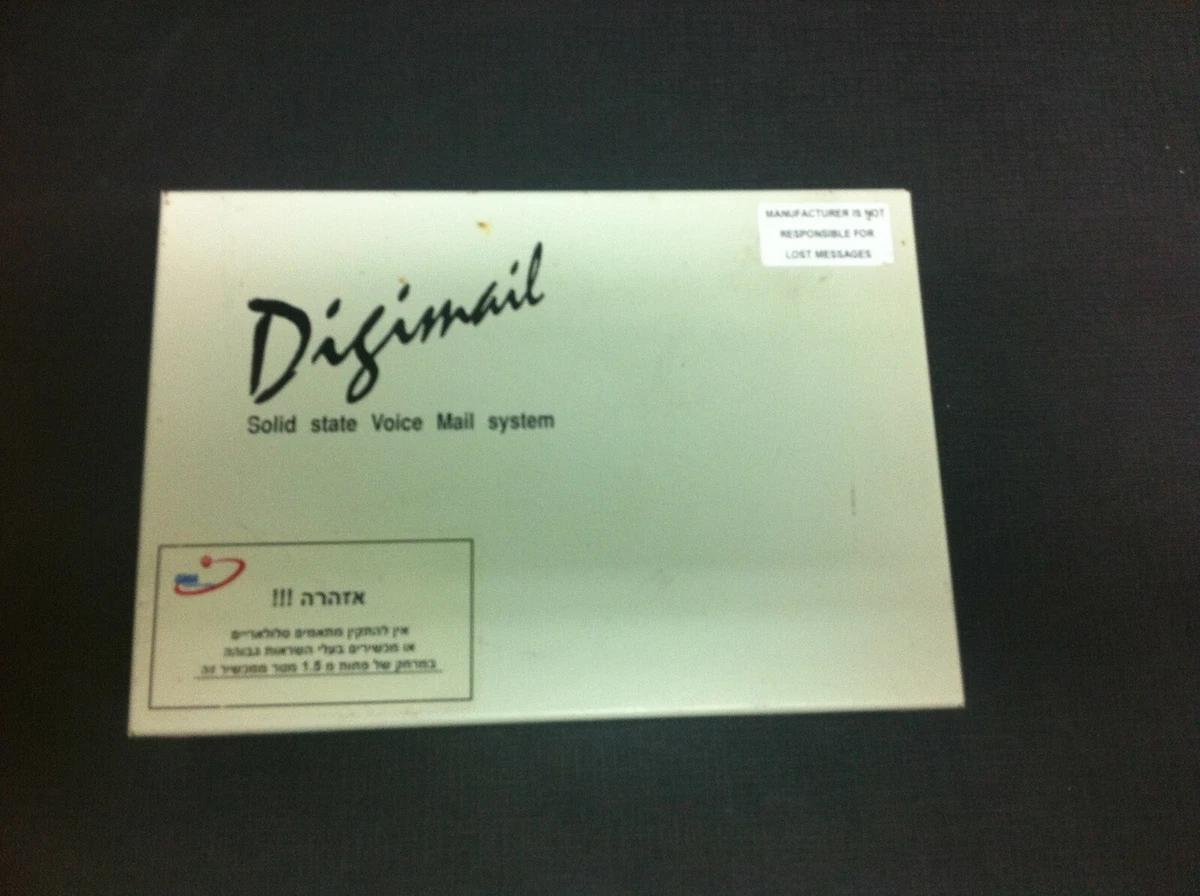 MANUFACTURER IS NOT
RESPONSIBLE FOR
LOST MESSAGES
Digimail
Solid state Voice Mail system
אזהרה !!!
אין להתקין מתאמים סלולאריים
או מכשירים בעלי השראות גבוהה
במרחק של פחות מ 1.5 מטר ממכשיר זה